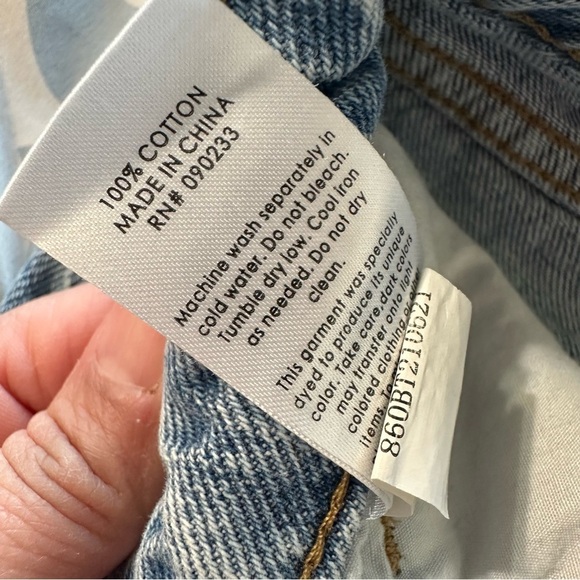 100% COTTON
MADE IN CHINA
RN# 090233
Machine wash separately in
cold water. Do not bleach.
Tumble dry low. Cool iron
as needed. Do not dry
clean.
This garment was specially
dyed to produce its unique
color. Take care, dark colors
may transfer onto light
colored clothing or
items.
860BT210621